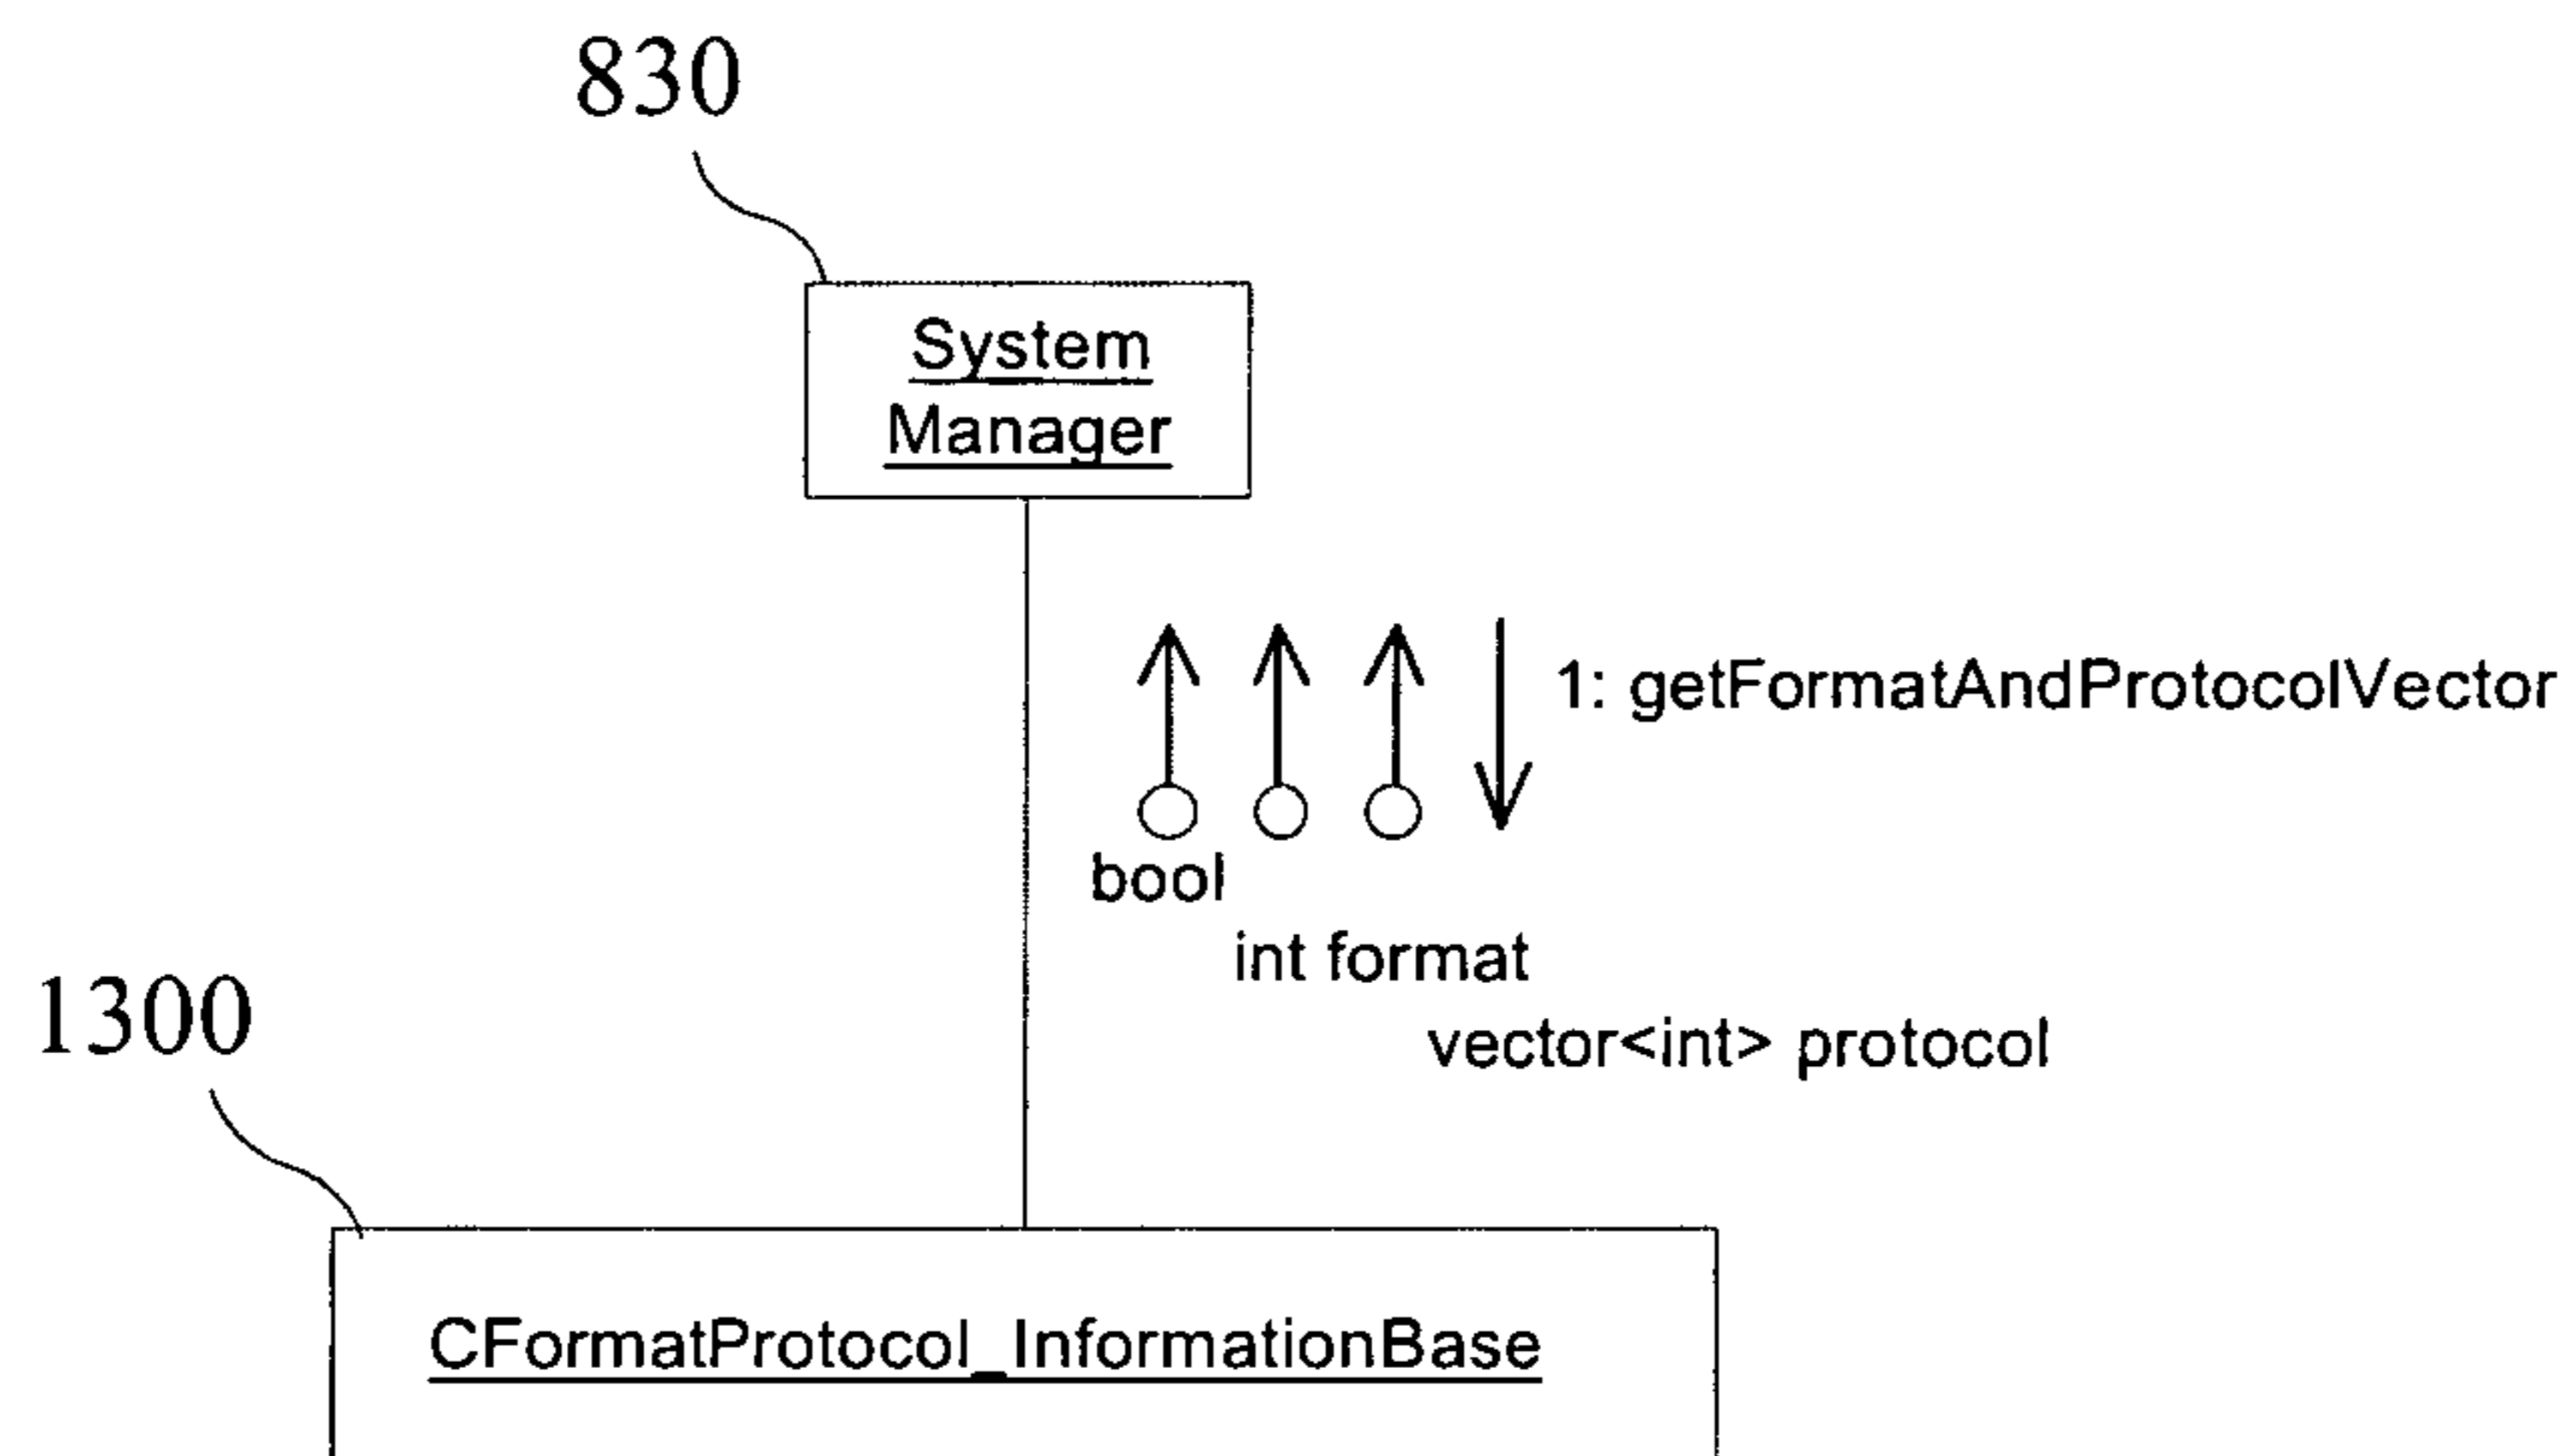 830
System
Manager
1: getFormatAndProtocolVector
bool
int format
vector<int> protocol
1300
CFormatProtocol_InformationBase